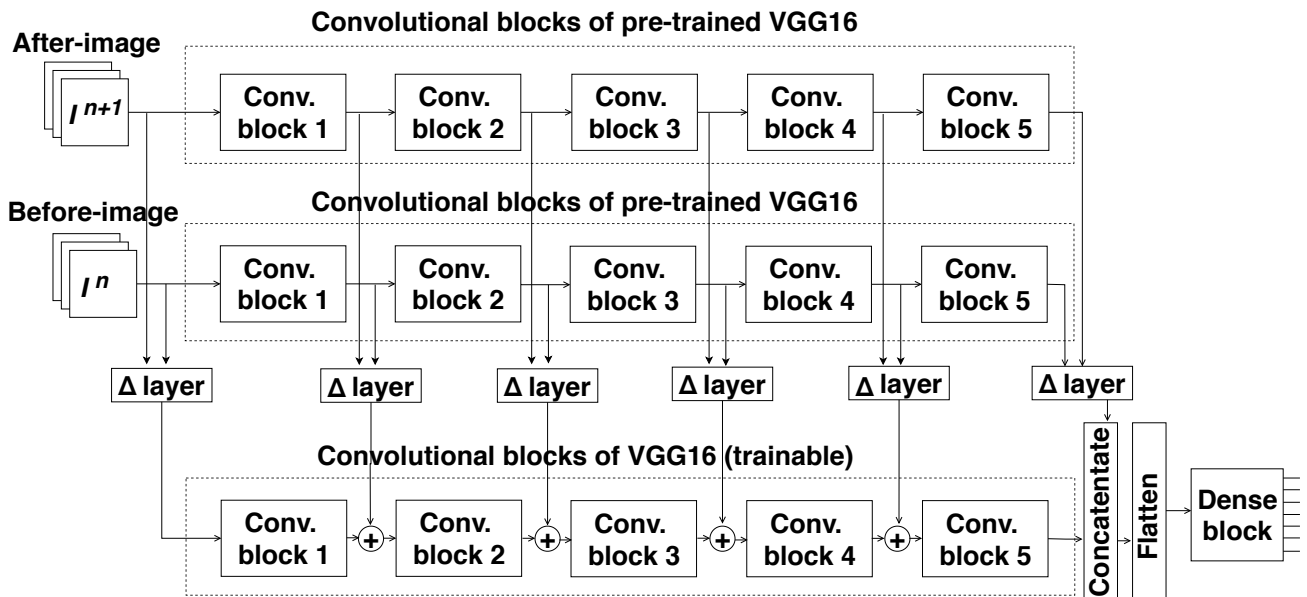 Convolutional blocks of pre-trained VGG16
After-image
I n+1
Conv.
block 1
Conv.
block 2
Conv.
block 3
Conv.
block 4
Conv.
block 5
Convolutional blocks of pre-trained VGG16
Before-image
I n
Conv.
block 1
Conv.
block 2
Conv.
block 3
Conv.
block 4
Conv.
block 5
Δ layer
Δ layer
Δ layer
Δ layer
Δ layer
Δ layer
Convolutional blocks of VGG16 (trainable)
Conv.
block 1
+
Conv.
block 2
+
Conv.
block 3
+
Conv.
block 4
+
Conv.
block 5
Concatentate
Flatten
Dense
block